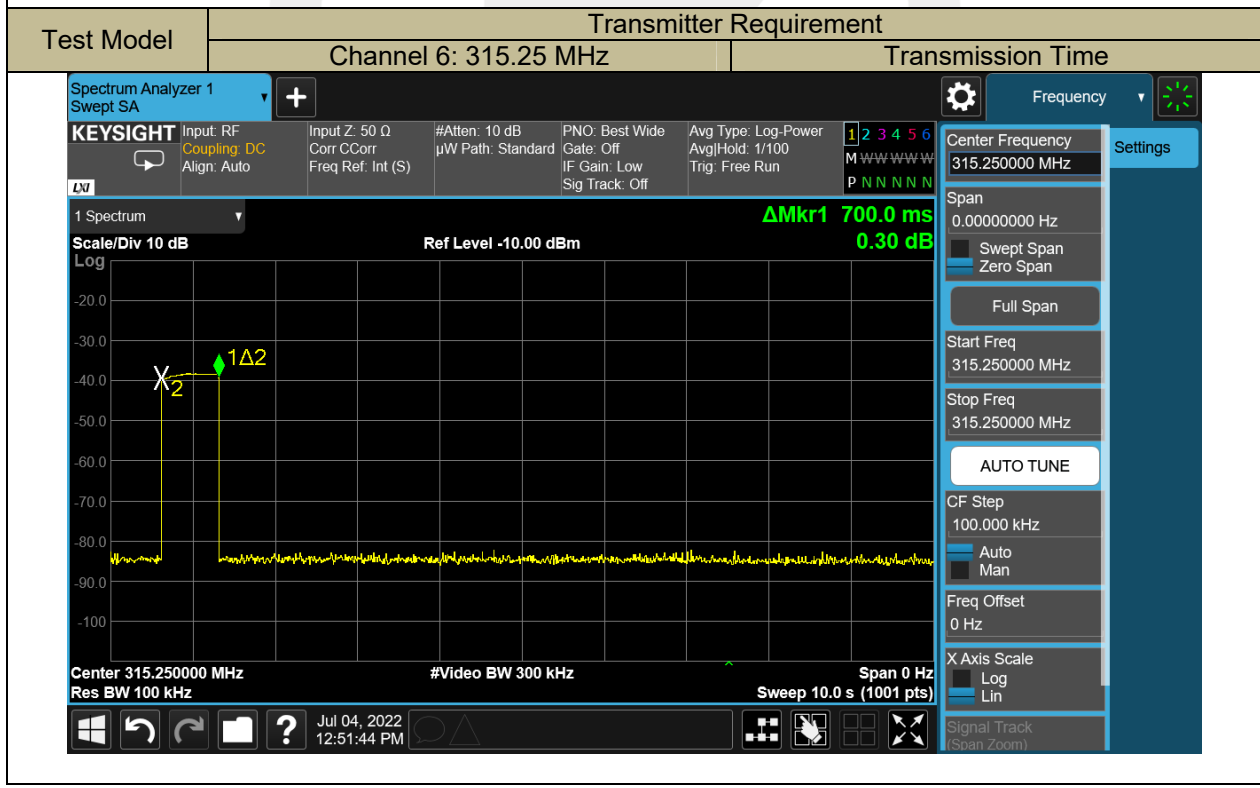 Test Model
Transmitter Requirement
Channel 6: 315.25 MHz
Transmission Time
Spectrum Analyzer 1
Swept SA
Frequency
KEYSIGHT
LXI
Input: RF
Coupling: DC
Align: Auto
Input Z: 50 Ω
Corr CCorr
Freq Ref: Int (S)
#Atten: 10 dB
µW Path: Standard
PNO: Best Wide
Gate: Off
IF Gain: Low
Sig Track: Off
Avg Type: Log-Power
Avg|Hold: 1/100
Trig: Free Run
1 2 3 4 5 6
M W W W W W
P N N N N N
1 Spectrum
Scale/Div 10 dB
Ref Level -10.00 dBm
ΔMkr1 700.0 ms
0.30 dB
Log
-20.0
-30.0
-40.0
-50.0
-60.0
-70.0
-80.0
-90.0
-100
1Δ2
X2
Center 315.250000 MHz
#Video BW 300 kHz
Span 0 Hz
Res BW 100 kHz
Sweep 10.0 s (1001 pts)
Jul 04, 2022
12:51:44 PM
Center Frequency
315.250000 MHz
Span
0.00000000 Hz
Swept Span
Zero Span
Full Span
Start Freq
315.250000 MHz
Stop Freq
315.250000 MHz
AUTO TUNE
CF Step
100.000 kHz
Auto
Man
Freq Offset
0 Hz
X Axis Scale
Log
Lin
Signal Track
(Span Zoom)
Settings